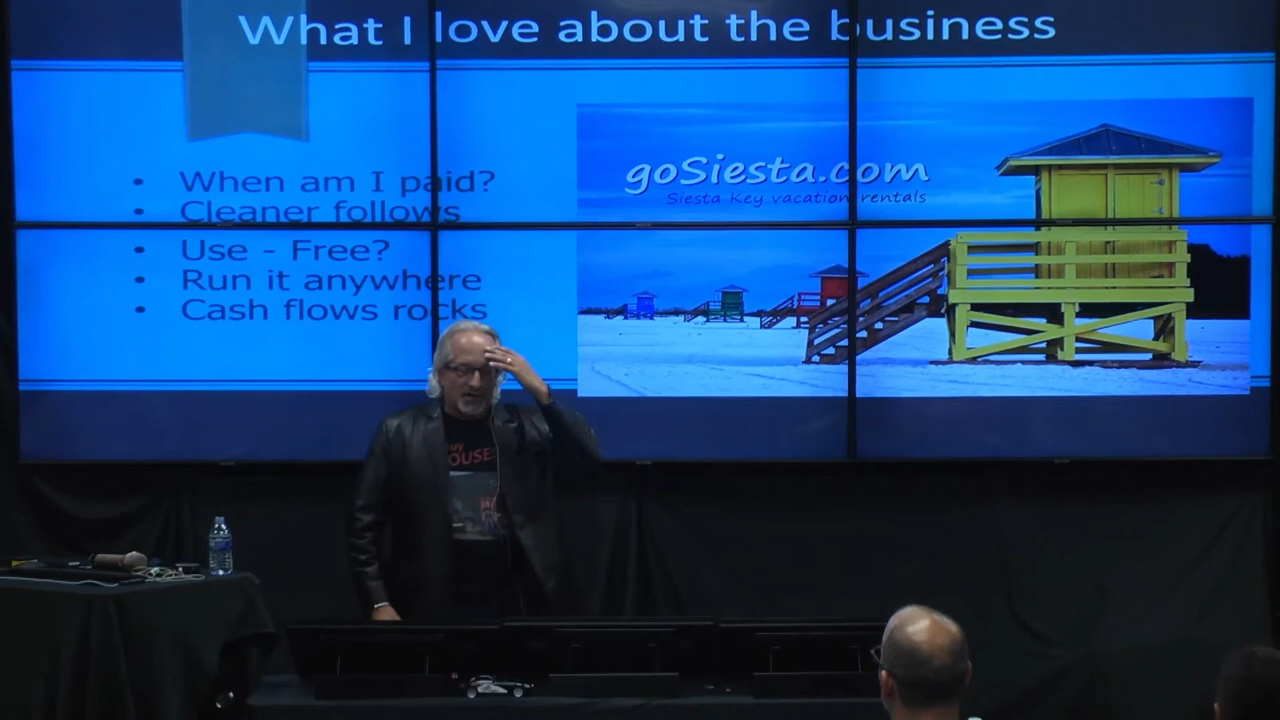 What I love about the business
• When am I paid?
• Cleaner follows
• Use - Free?
• Run it anywhere
• Cash flows rocks
goSiesta.com
Siesta Key vacation rentals